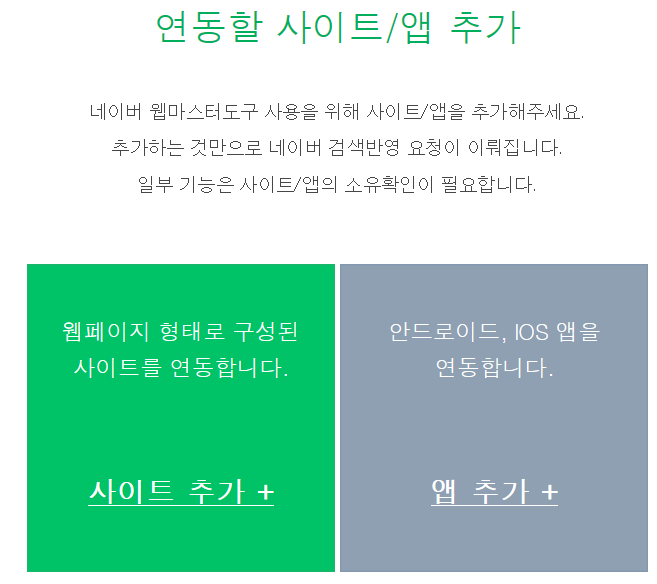 연동할 사이트/앱 추가
네이버 웹마스터도구 사용을 위해 사이트/앱을 추가해주세요.
추가하는 것만으로 네이버 검색반영 요청이 이뤄집니다.
일부 기능은 사이트/앱의 소유확인이 필요합니다.
웹페이지 형태로 구성된
사이트를 연동합니다.
사이트 추가 +
안드로이드, IOS 앱을
연동합니다.
앱 추가 +